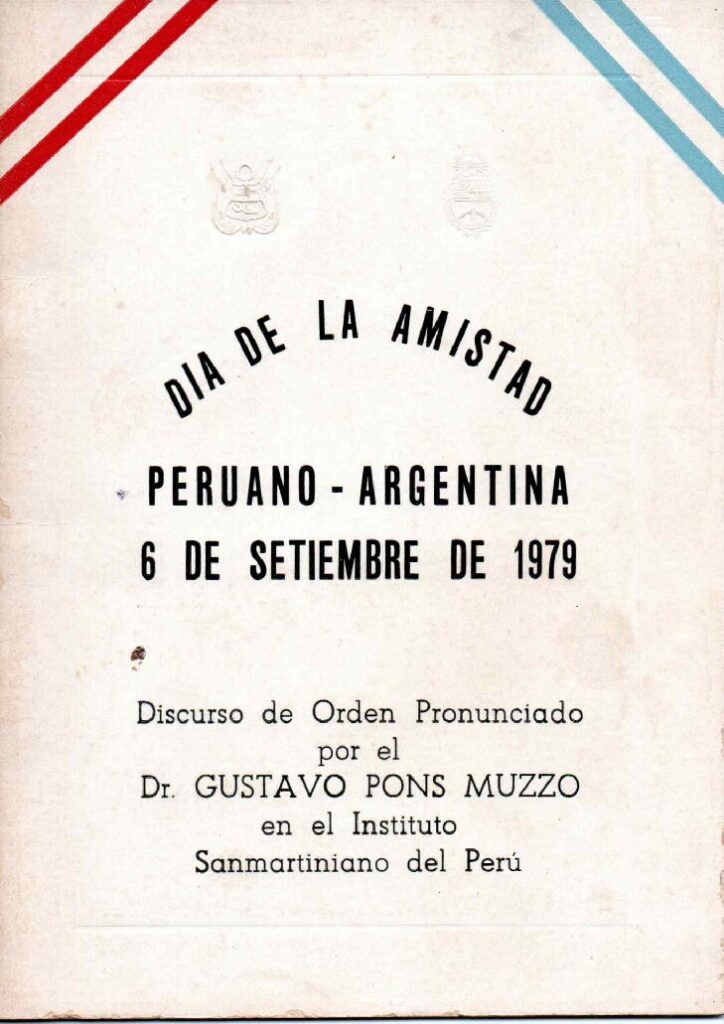 DIA DE LA AMISTAD
PERUANO - ARGENTINA
6 DE SETIEMBRE DE 1979
Discurso de Orden Pronunciado
por el
Dr. GUSTAVO PONS MUZZO
en el Instituto
Sanmartiniano del Perú